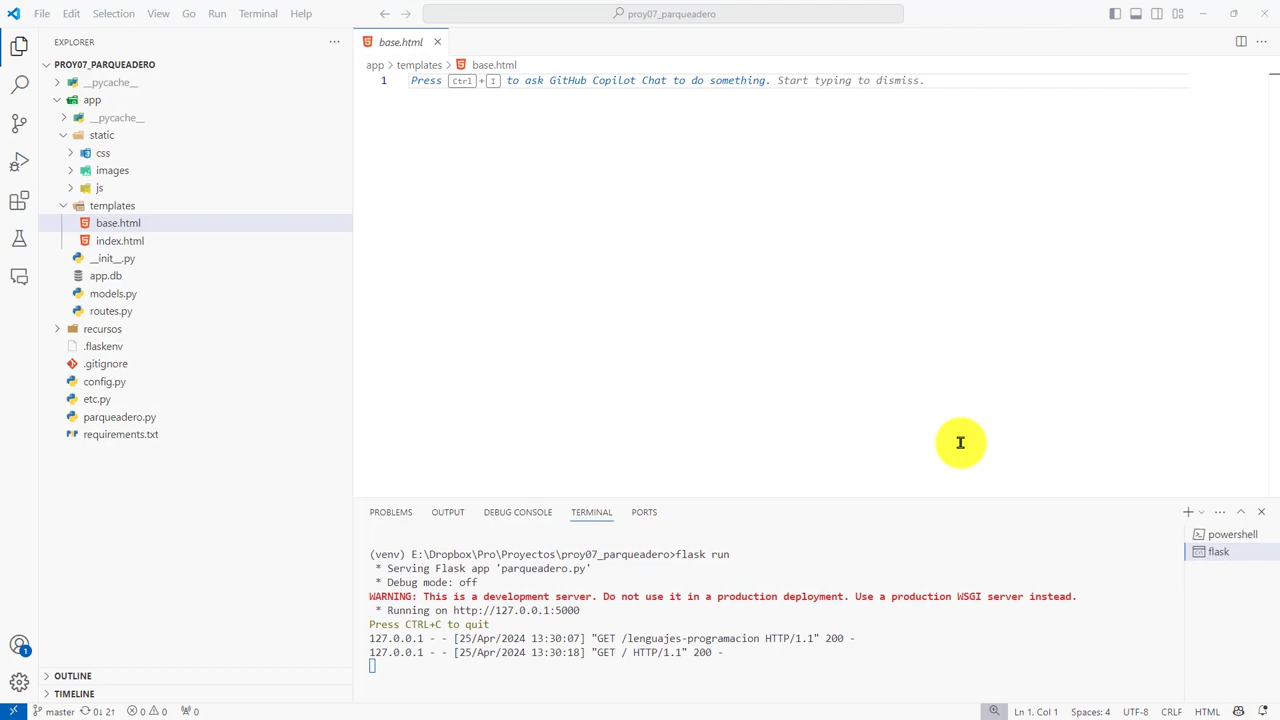 File Edit Selection View Go Run Terminal Help
proy07_parqueadero
EXPLORER
PROY07_PARQUEADERO
__pycache__
app
__pycache__
static
css
images
js
templates
base.html
index.html
__init__.py
app.db
models.py
routes.py
recursos
.flaskenv
.gitignore
config.py
etc.py
parqueadero.py
requirements.txt
OUTLINE
TIMELINE
base.html
app > templates > base.html
1 Press Ctrl + I to ask GitHub Copilot Chat to do something. Start typing to dismiss.
PROBLEMS OUTPUT DEBUG CONSOLE TERMINAL PORTS
powershell
flask
(venv) E:\Dropbox\Pro\Proyectos\proy07_parqueadero>flask run
* Serving Flask app 'parqueadero.py'
* Debug mode: off
WARNING: This is a development server. Do not use it in a production deployment. Use a production WSGI server instead.
* Running on http://127.0.0.1:5000
Press CTRL+C to quit
127.0.0.1 - - [25/Apr/2024 13:30:07] "GET /lenguajes-programacion HTTP/1.1" 200 -
127.0.0.1 - - [25/Apr/2024 13:30:18] "GET / HTTP/1.1" 200 -
1
master 0↓ 2↑ 0 0 0 Ln 1, Col 1 Spaces: 4 UTF-8 CRLF HTML